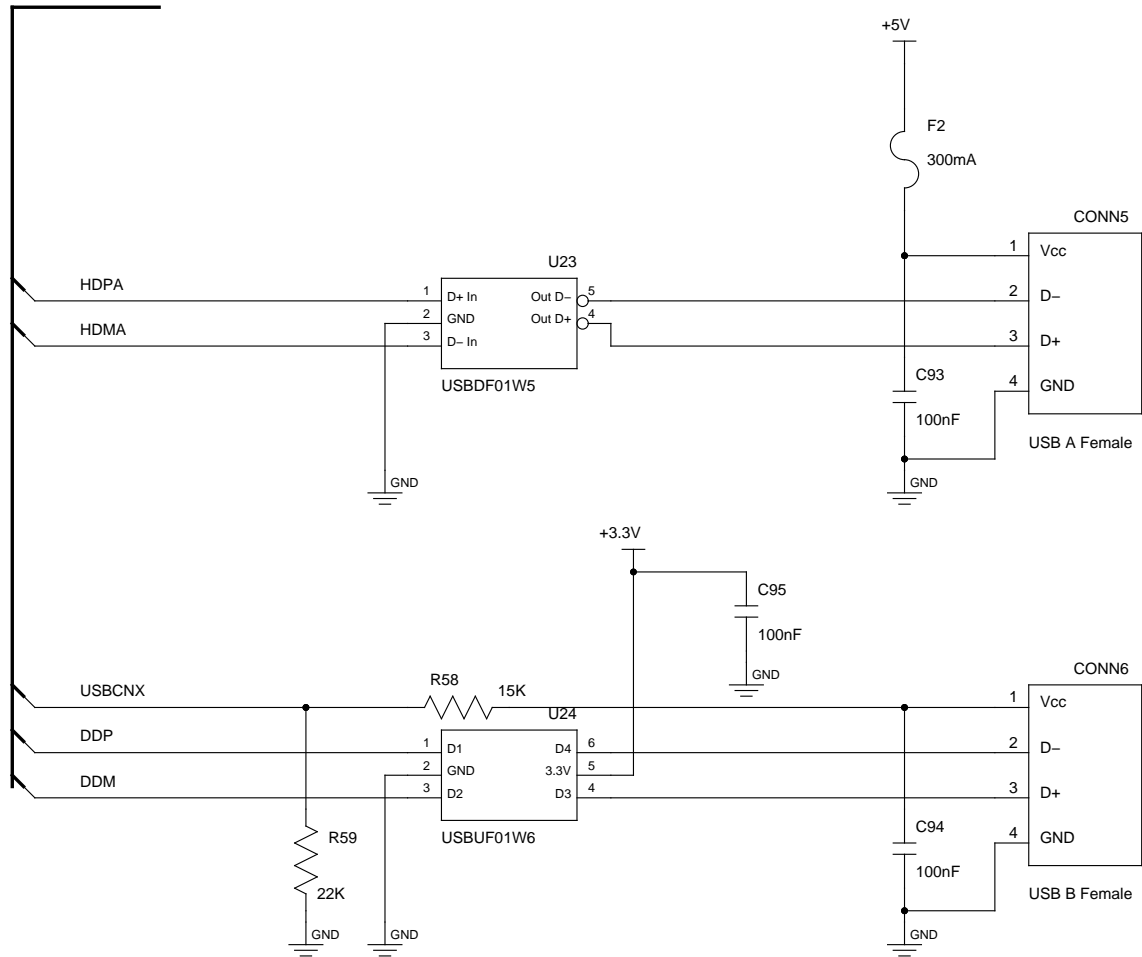 +5V
F2
300mA
CONN5
1 Vcc
2 D−
3 D+
4 GND
USB A Female
U23
HDPA
HDMA
1 D+ In Out D− 5
2 GND Out D+ 4
3 D− In
USBDF01W5
C93
100nF
GND
GND
+3.3V
C95
100nF
GND
CONN6
USBCNX
R58
15K
1 Vcc
U24
DDP
1 D1 D4 6
2 D−
2 GND 3.3V 5
DDM
3 D2 D3 4
3 D+
USBUF01W6
R59
22K
C94
100nF
4 GND
USB B Female
GND
GND
GND